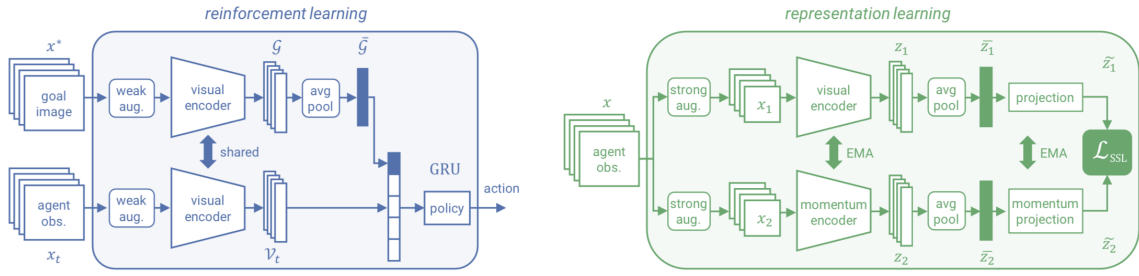 reinforcement learning
x*
goal
image
weak
aug.
visual
encoder
𝒢
avg
pool
𝒢̄
shared
agent
obs.
x_t
weak
aug.
visual
encoder
𝒱_t
GRU
policy
action
representation learning
x
agent
obs.
strong
aug.
x_1
visual
encoder
z_1
avg
pool
z̄_1
projection
z̃_1
EMA
EMA
ℒ_SSL
strong
aug.
x_2
momentum
encoder
z_2
avg
pool
z̄_2
momentum
projection
z̃_2